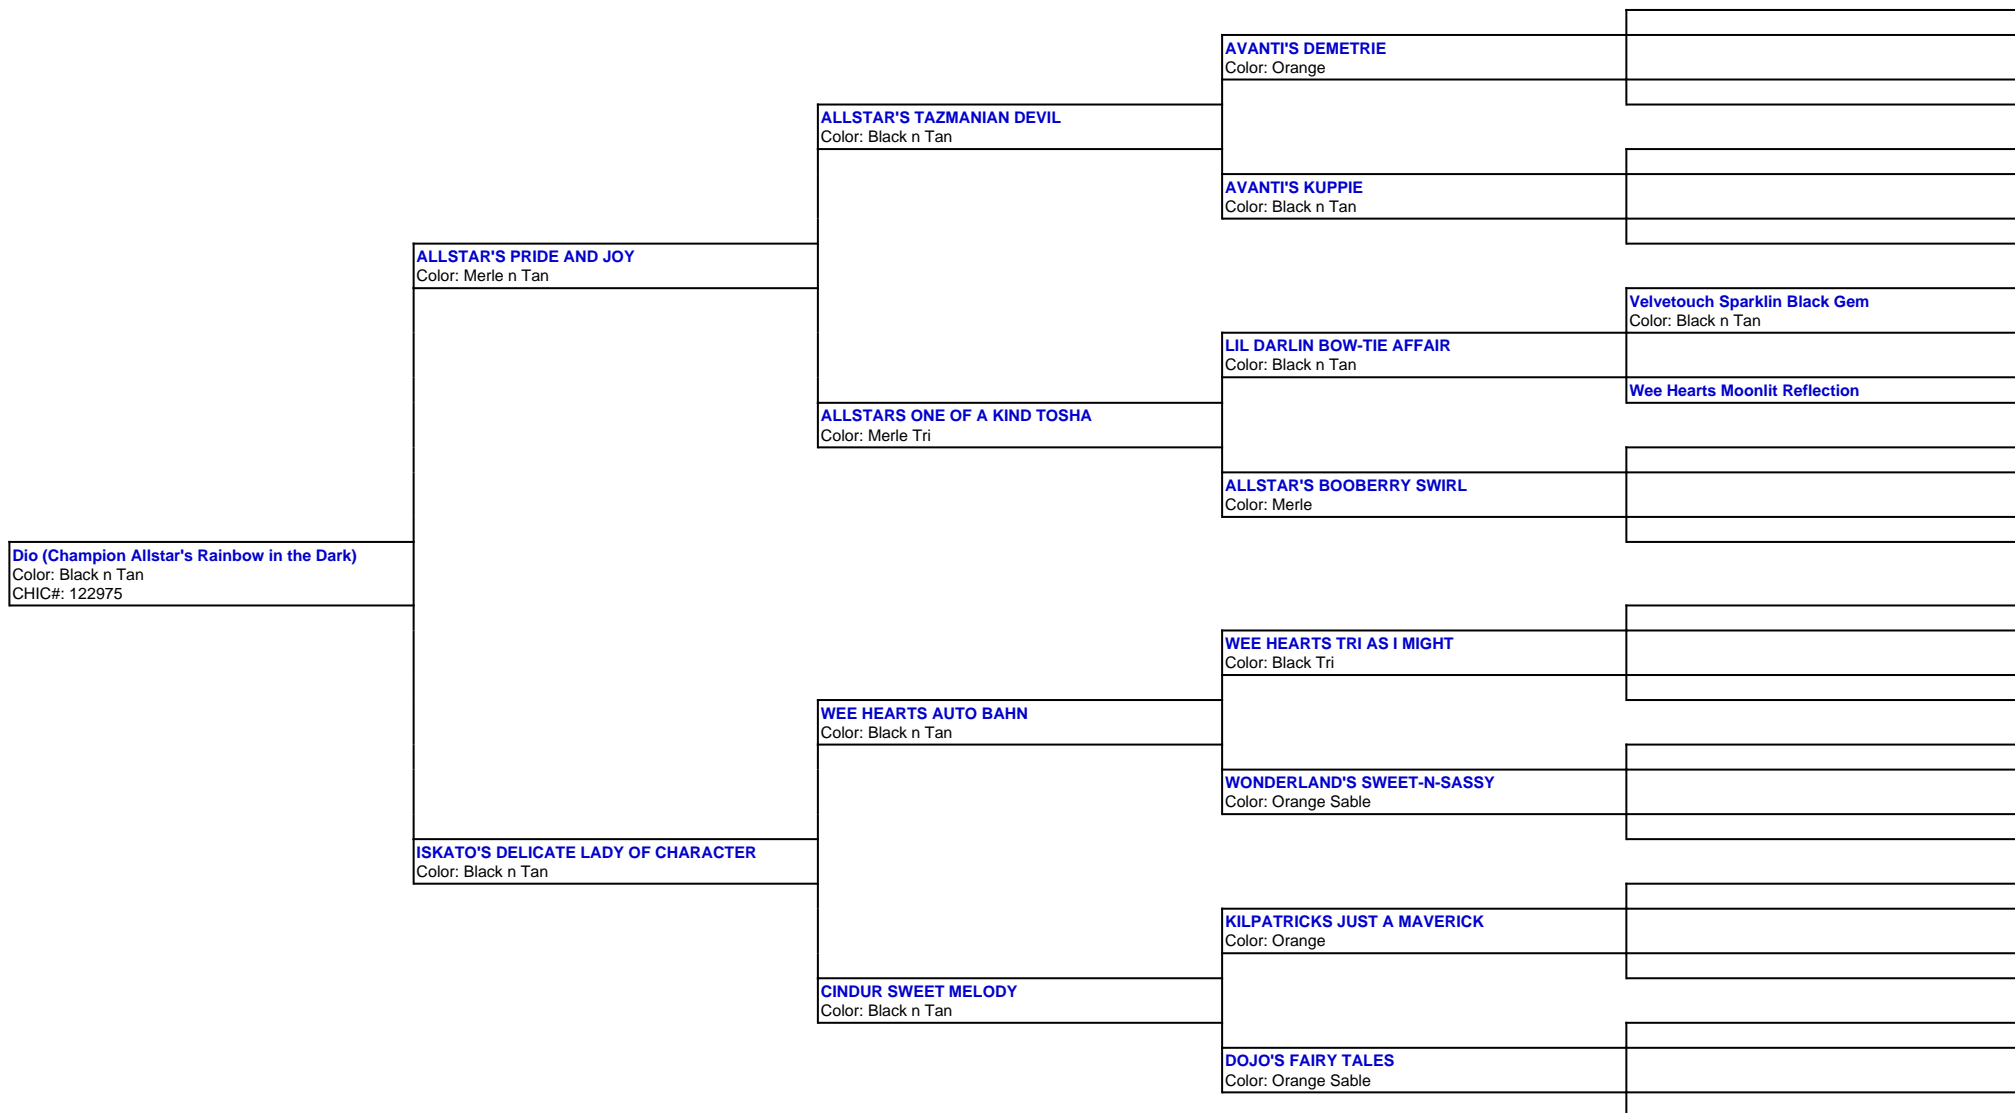 AVANTI'S DEMETRIE
Color: Orange
ALLSTAR'S TAZMANIAN DEVIL
Color: Black n Tan
AVANTI'S KUPPIE
Color: Black n Tan
ALLSTAR'S PRIDE AND JOY
Color: Merle n Tan
Velvetouch Sparklin Black Gem
Color: Black n Tan
LIL DARLIN BOW-TIE AFFAIR
Color: Black n Tan
Wee Hearts Moonlit Reflection
ALLSTARS ONE OF A KIND TOSHA
Color: Merle Tri
ALLSTAR'S BOOBERRY SWIRL
Color: Merle
Dio (Champion Allstar's Rainbow in the Dark)
Color: Black n Tan
CHIC#: 122975
WEE HEARTS TRI AS I MIGHT
Color: Black Tri
WEE HEARTS AUTO BAHN
Color: Black n Tan
WONDERLAND'S SWEET-N-SASSY
Color: Orange Sable
ISKATO'S DELICATE LADY OF CHARACTER
Color: Black n Tan
KILPATRICKS JUST A MAVERICK
Color: Orange
CINDUR SWEET MELODY
Color: Black n Tan
DOJO'S FAIRY TALES
Color: Orange Sable